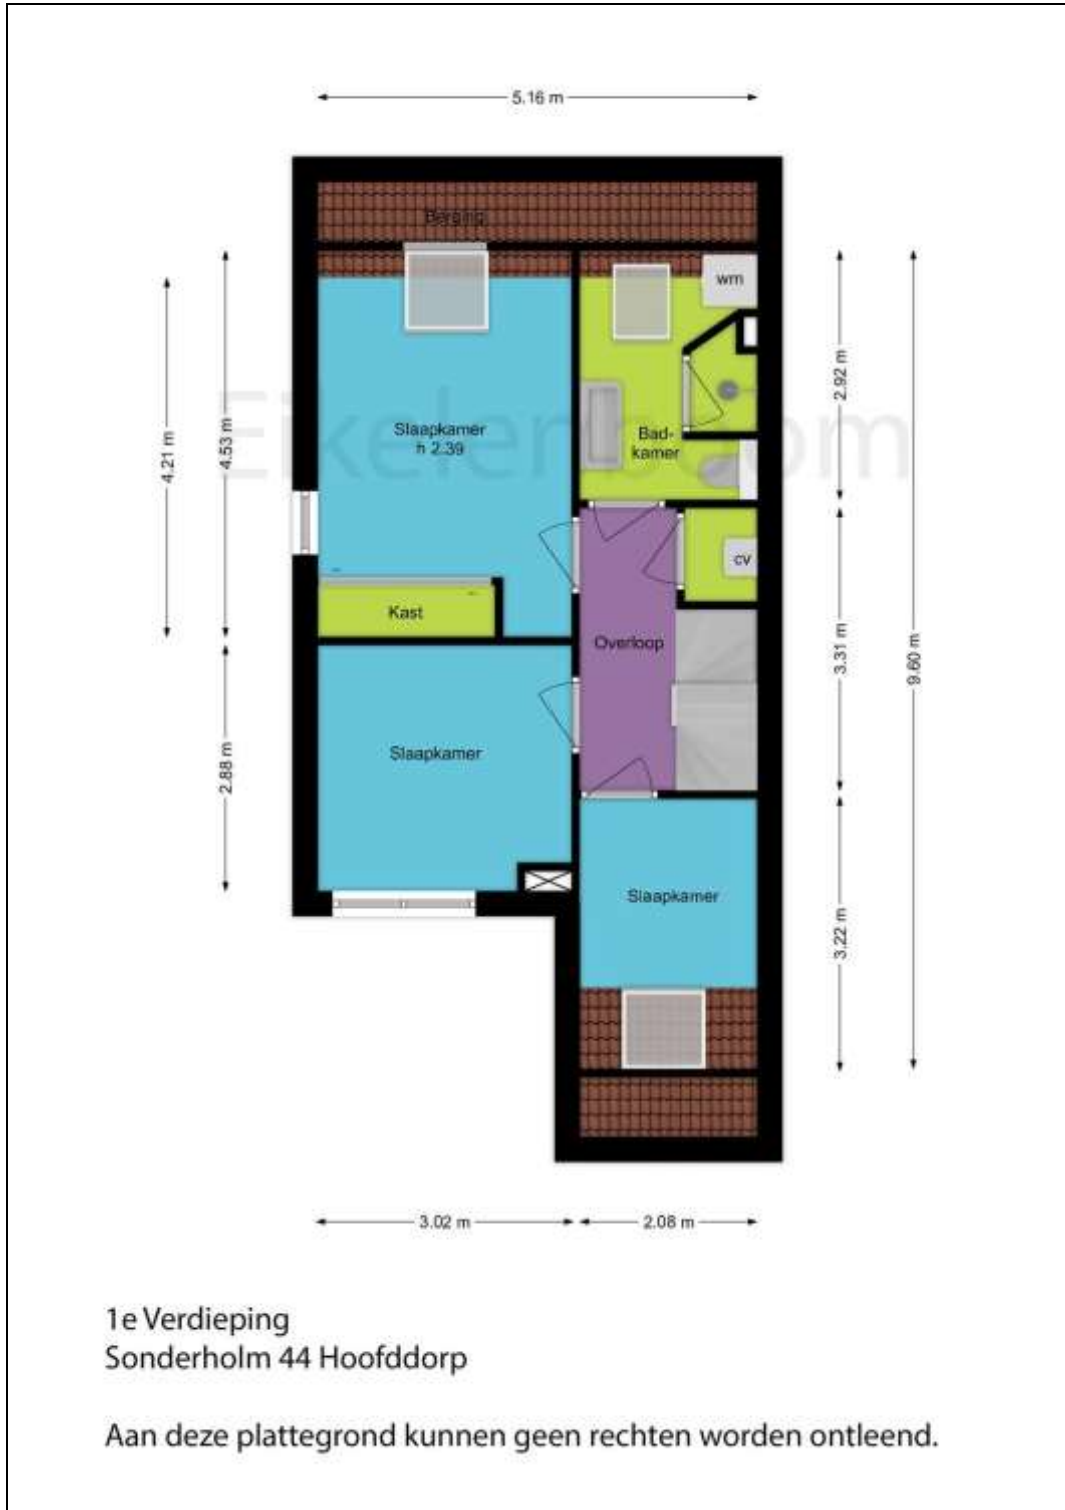 5.16 m
Berging
wm
4.21 m
4.53 m
2.92 m
Slaapkamer
h 2.39
Bad-
kamer
Eikelenboom
cv
Kast
Overloop
3.31 m
9.60 m
2.88 m
Slaapkamer
Slaapkamer
3.22 m
3.02 m
2.08 m
1e Verdieping
Sonderholm 44 Hoofddorp
Aan deze plattegrond kunnen geen rechten worden ontleend.